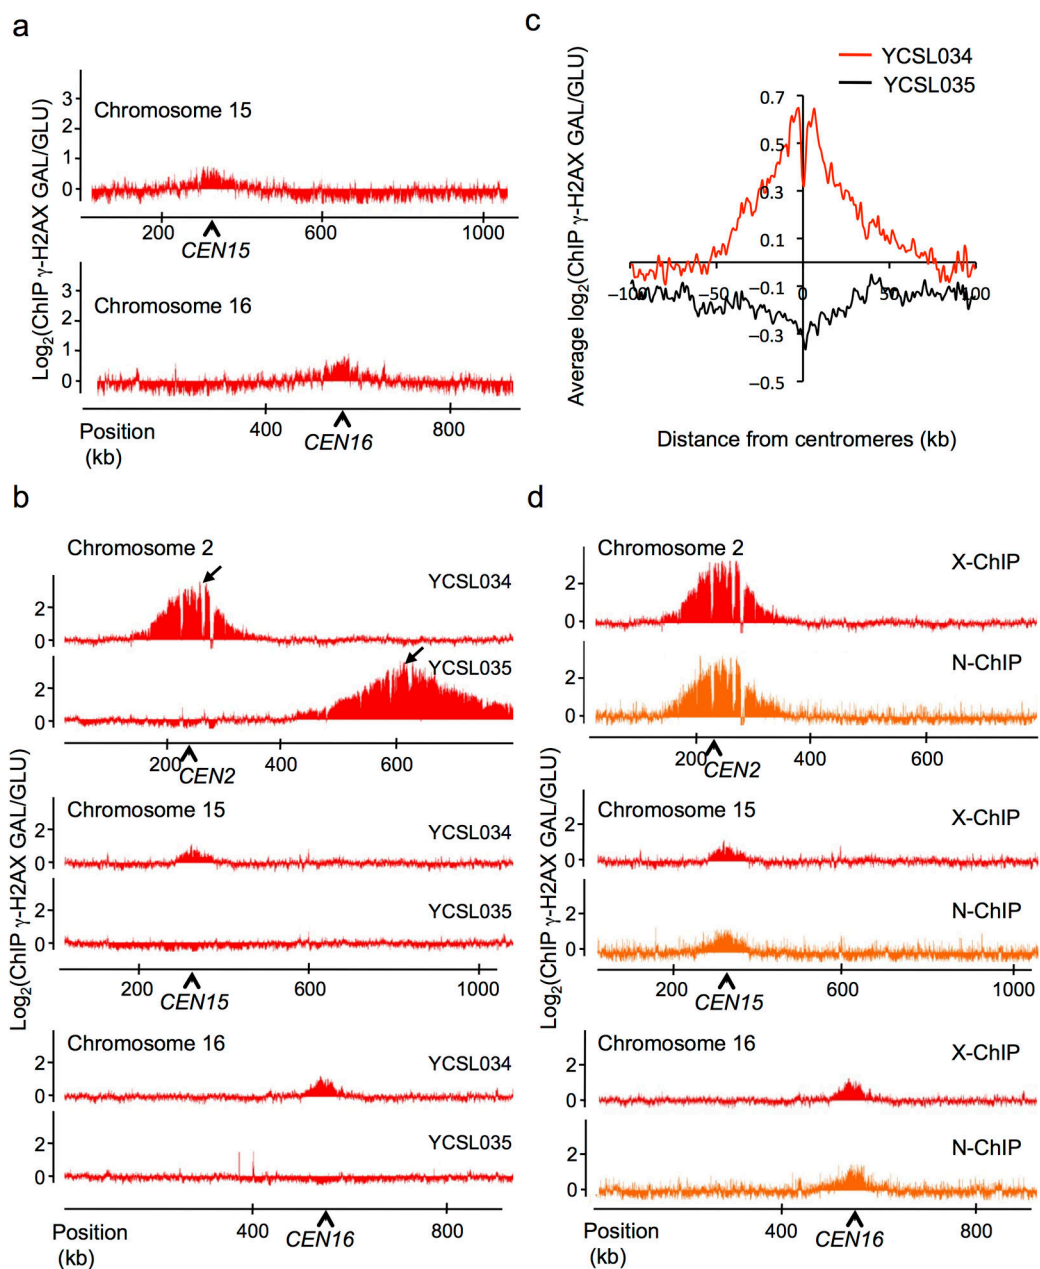 a
Log2(ChIP γ-H2AX GAL/GLU)
Chromosome 15
3
2
1
0
200
600
1000
CEN15
Chromosome 16
3
2
1
0
Position
(kb)
400
800
CEN16
c
Average log2(ChIP γ-H2AX GAL/GLU)
YCSL034
YCSL035
0.7
0.5
0.3
0.1
−0.1
−0.3
−0.5
−100
−50
0
50
100
Distance from centromeres (kb)
b
Log2(ChIP γ-H2AX GAL/GLU)
Chromosome 2
YCSL034
2
0
YCSL035
2
0
200
400
600
CEN2
Chromosome 15
YCSL034
2
0
YCSL035
2
0
200
600
1000
CEN15
Chromosome 16
YCSL034
2
0
YCSL035
2
0
Position
(kb)
400
800
CEN16
d
Log2(ChIP γ-H2AX GAL/GLU)
Chromosome 2
X-ChIP
2
0
N-ChIP
2
0
200
400
600
CEN2
Chromosome 15
X-ChIP
2
0
N-ChIP
2
0
200
600
1000
CEN15
Chromosome 16
X-ChIP
2
0
N-ChIP
2
0
Position
(kb)
400
800
CEN16